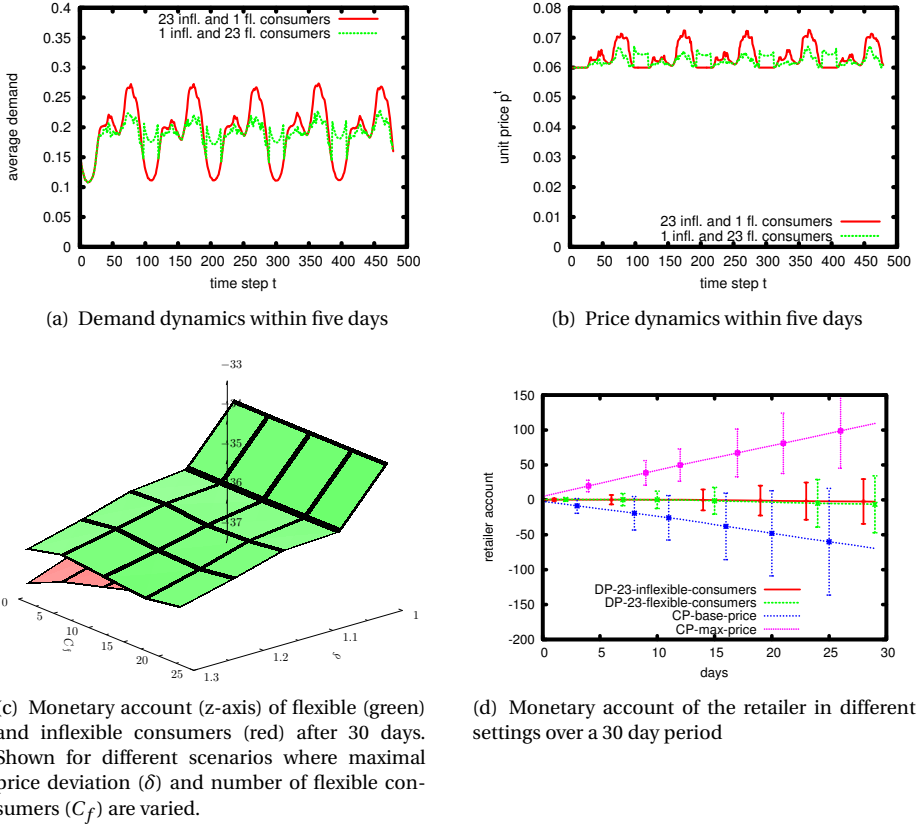 0.4
0.35
0.3
0.25
0.2
0.15
0.1
0.05
0
average demand
23 infl. and 1 fl. consumers
1 infl. and 23 fl. consumers
0 50 100 150 200 250 300 350 400 450 500
time step t
(a) Demand dynamics within five days
0.08
0.07
0.06
0.05
0.04
0.03
0.02
0.01
0
unit price p^t
23 infl. and 1 fl. consumers
1 infl. and 23 fl. consumers
0 50 100 150 200 250 300 350 400 450 500
time step t
(b) Price dynamics within five days
−33
−35
−36
−37
0
5
10
15
20
25
C_f
1
1.1
1.2
1.3
ϱ
(c) Monetary account (z-axis) of flexible (green)
and inflexible consumers (red) after 30 days.
Shown for different scenarios where maximal
price deviation (δ) and number of flexible con-
sumers (C_f) are varied.
150
100
50
0
-50
-100
-150
-200
retailer account
DP-23-inflexible-consumers
DP-23-flexible-consumers
CP-base-price
CP-max-price
0 5 10 15 20 25 30
days
(d) Monetary account of the retailer in different
settings over a 30 day period